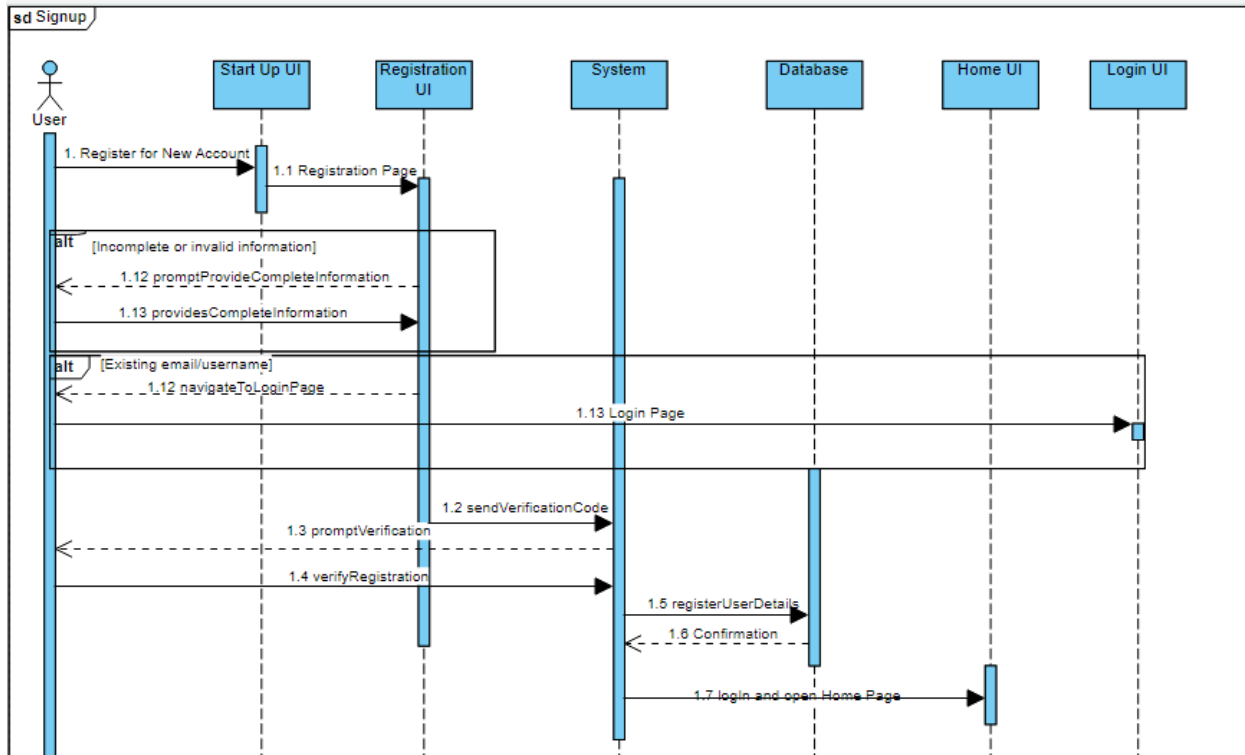 sd Signup
Start Up UI
Registration
UI
System
Database
Home UI
Login UI
User
1. Register for New Account
1.1 Registration Page
alt
[Incomplete or invalid information]
1.12 promptProvideCompleteInformation
1.13 providesCompleteInformation
alt
[Existing email/username]
1.12 navigateToLoginPage
1.13 Login Page
1.2 sendVerificationCode
1.3 promptVerification
1.4 verifyRegistration
1.5 registerUserDetails
1.6 Confirmation
1.7 login and open Home Page